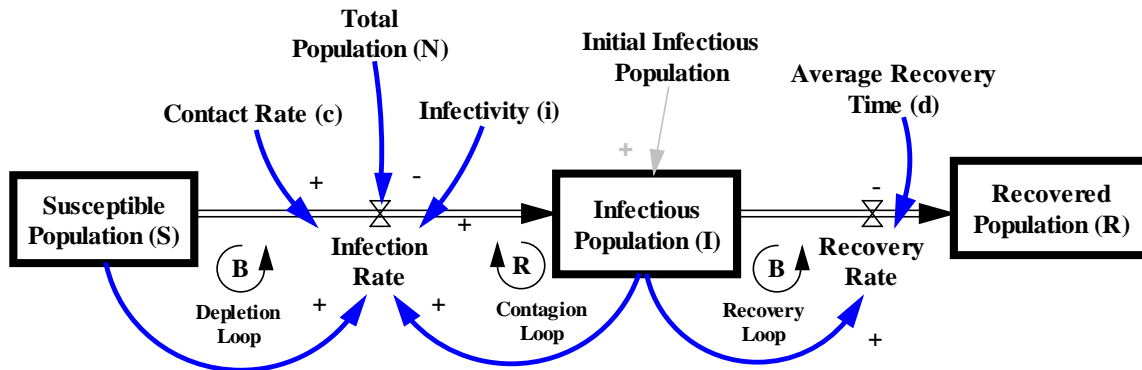 Total
Population (N)
Initial Infectious
Population
Average Recovery
Time (d)
Contact Rate (c)
Infectivity (i)
+
-
+
+
-
Susceptible
Population (S)
Infection
Rate
Infectious
Population (I)
Recovery
Rate
Recovered
Population (R)
B
R
B
Depletion
Loop
Contagion
Loop
Recovery
Loop
+
+
+